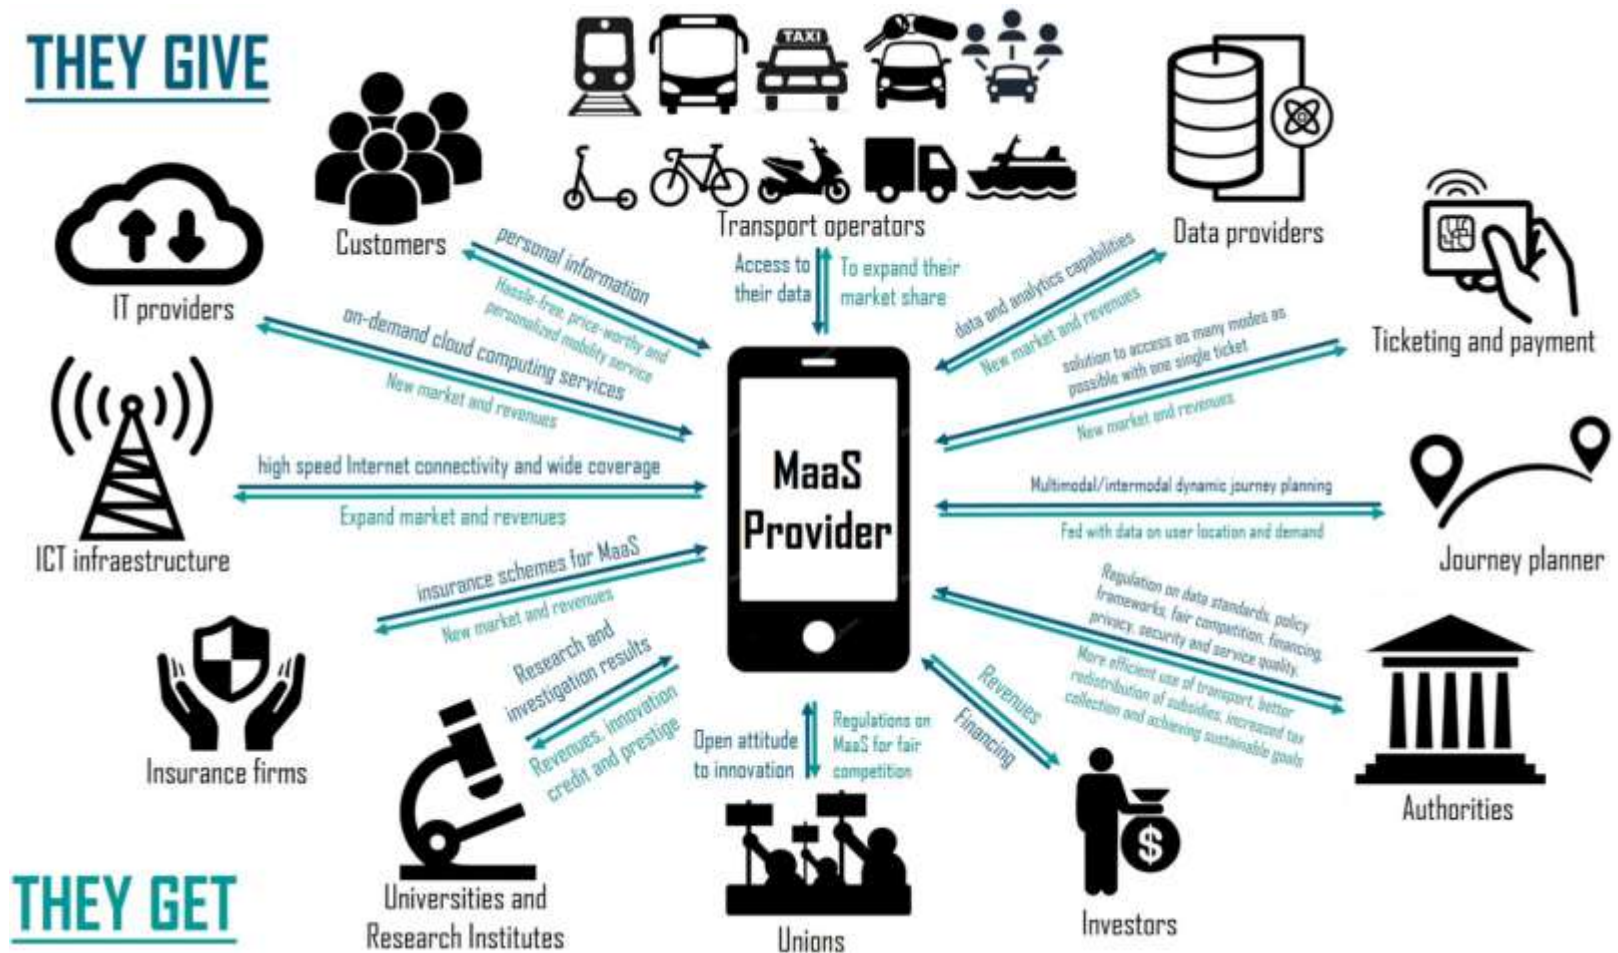 THEY GIVE
TAXI
Customers
Transport operators
Data providers
IT providers
Ticketing and payment
personal information
Hassle-free, price-worthy and
personalized mobility service
Access to
their data
To expand their
market share
data and analytics capabilities
New market and revenues
on-demand cloud computing services
New market and revenues
solution to access as many modes as
possible with one single ticket
New market and revenues
MaaS
Provider
high speed Internet connectivity and wide coverage
Expand market and revenues
ICT infraestructure
Multimodal/intermodal dynamic journey planning
Fed with data on user location and demand
Journey planner
insurance schemes for MaaS
New market and revenues
Insurance firms
Regulation on data standards, policy
frameworks, fair competition, financing,
privacy, security and service quality.
More efficient use of transport, better
redistribution of subsidies, increased tax
collection and achieving sustainable goals
Authorities
Research and
investigation results
Revenues, innovation
credit and prestige
Universities and
Research Institutes
Open attitude
to innovation
Regulations on
MaaS for fair
competition
Unions
Revenues
Financing
$
Investors
THEY GET